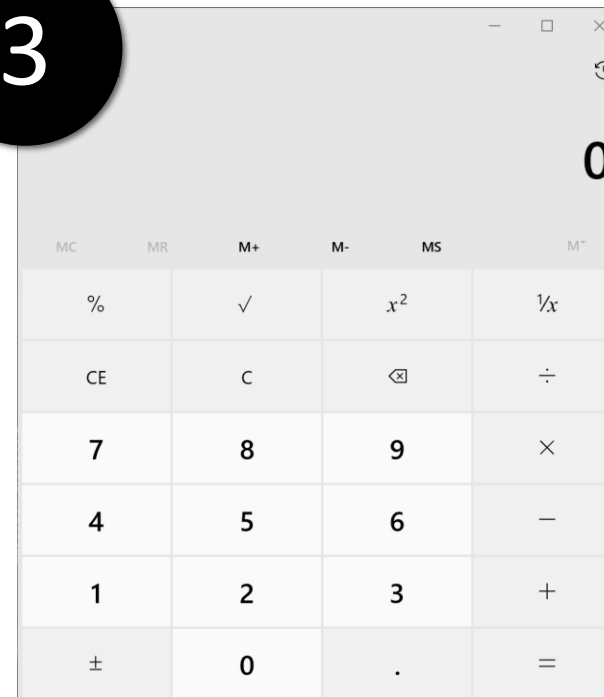 3
0
MC MR M+ M- MS M˅
% √ x² ¹/x
CE C ÷
7 8 9 ×
4 5 6 −
1 2 3 +
± 0 . =